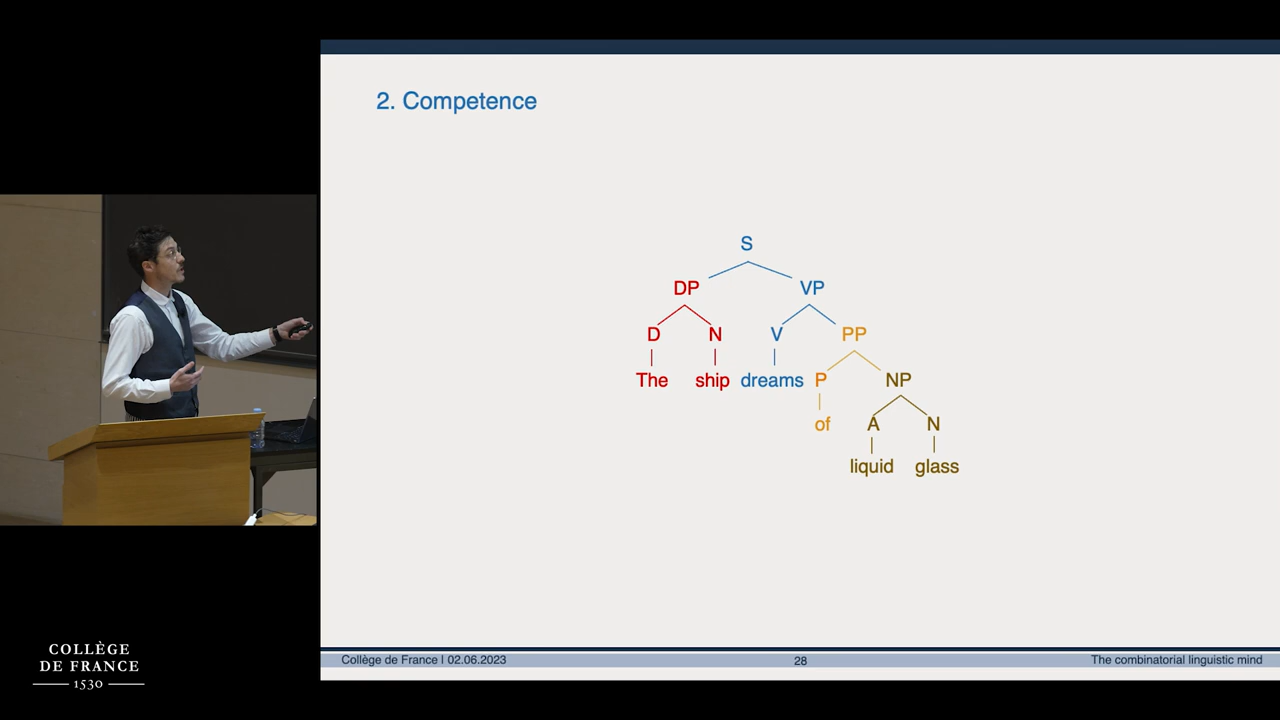 2. Competence
S
DP VP
D N V PP
The ship dreams P NP
of A N
liquid glass
COLLÈGE
DE FRANCE
1530
Collège de France I 02.06.2023 28 The combinatorial linguistic mind